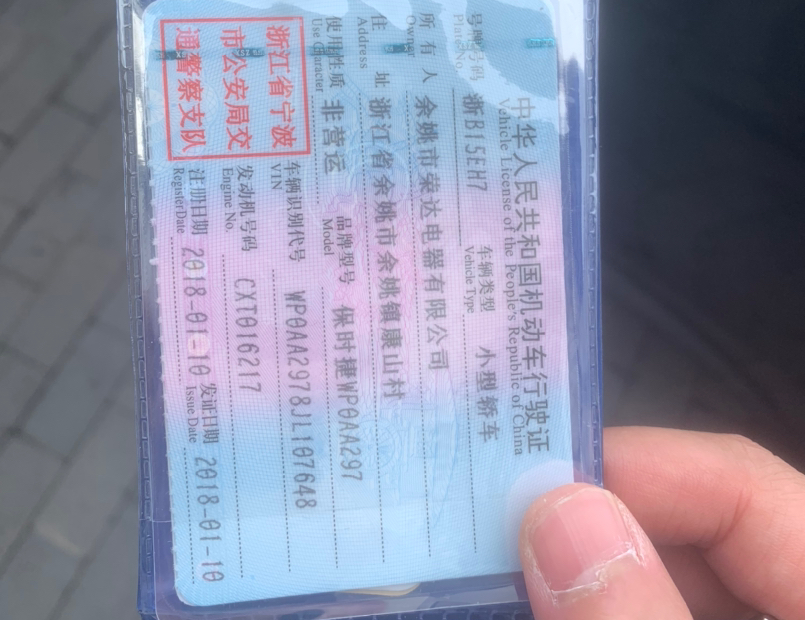 中华人民共和国机动车行驶证
Vehicle License of the People's Republic of China
号牌号码 浙B15EH7 车辆类型 小型轿车
Plate No. Vehicle Type
所有人 余姚市荣达电器有限公司
Owner
住址 浙江省余姚市余姚镇康山村
Address
使用性质 非营运 品牌型号 保时捷WP0AA297
Use Character Model
浙江省宁波
市公安局交
通警察支队
车辆识别代号 WP0AA2978JL107648
VIN
发动机号码 CXT016217
Engine No.
注册日期 2018-01-10 发证日期 2018-01-10
Register Date Issue Date